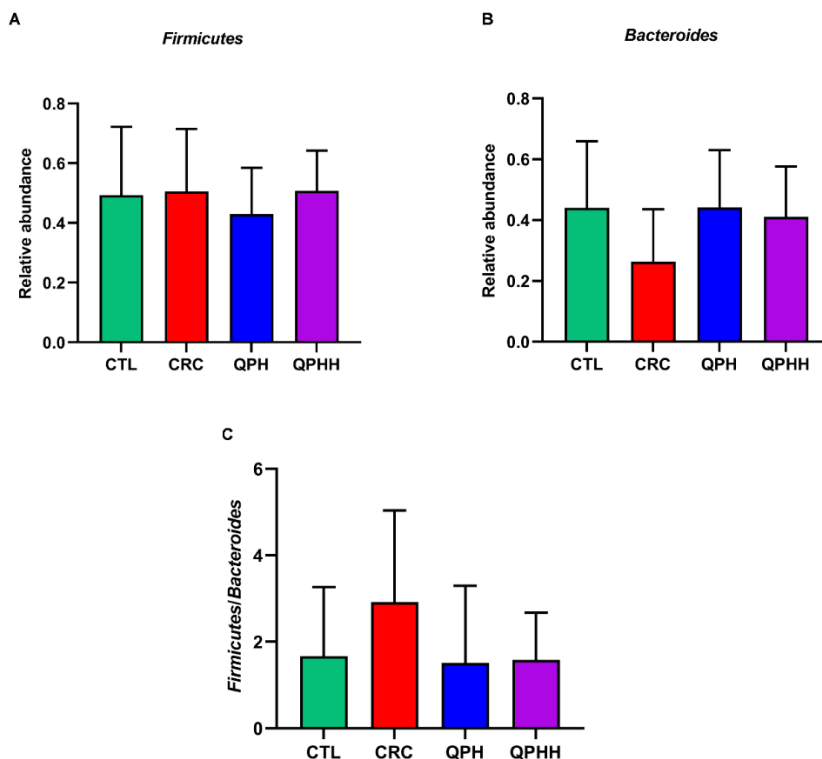 A
Firmicutes
Relative abundance
0.8
0.6
0.4
0.2
0.0
CTL CRC QPH QPHH
B
Bacteroides
Relative abundance
0.8
0.6
0.4
0.2
0.0
CTL CRC QPH QPHH
C
Firmicutes/Bacteroides
6
4
2
0
CTL CRC QPH QPHH